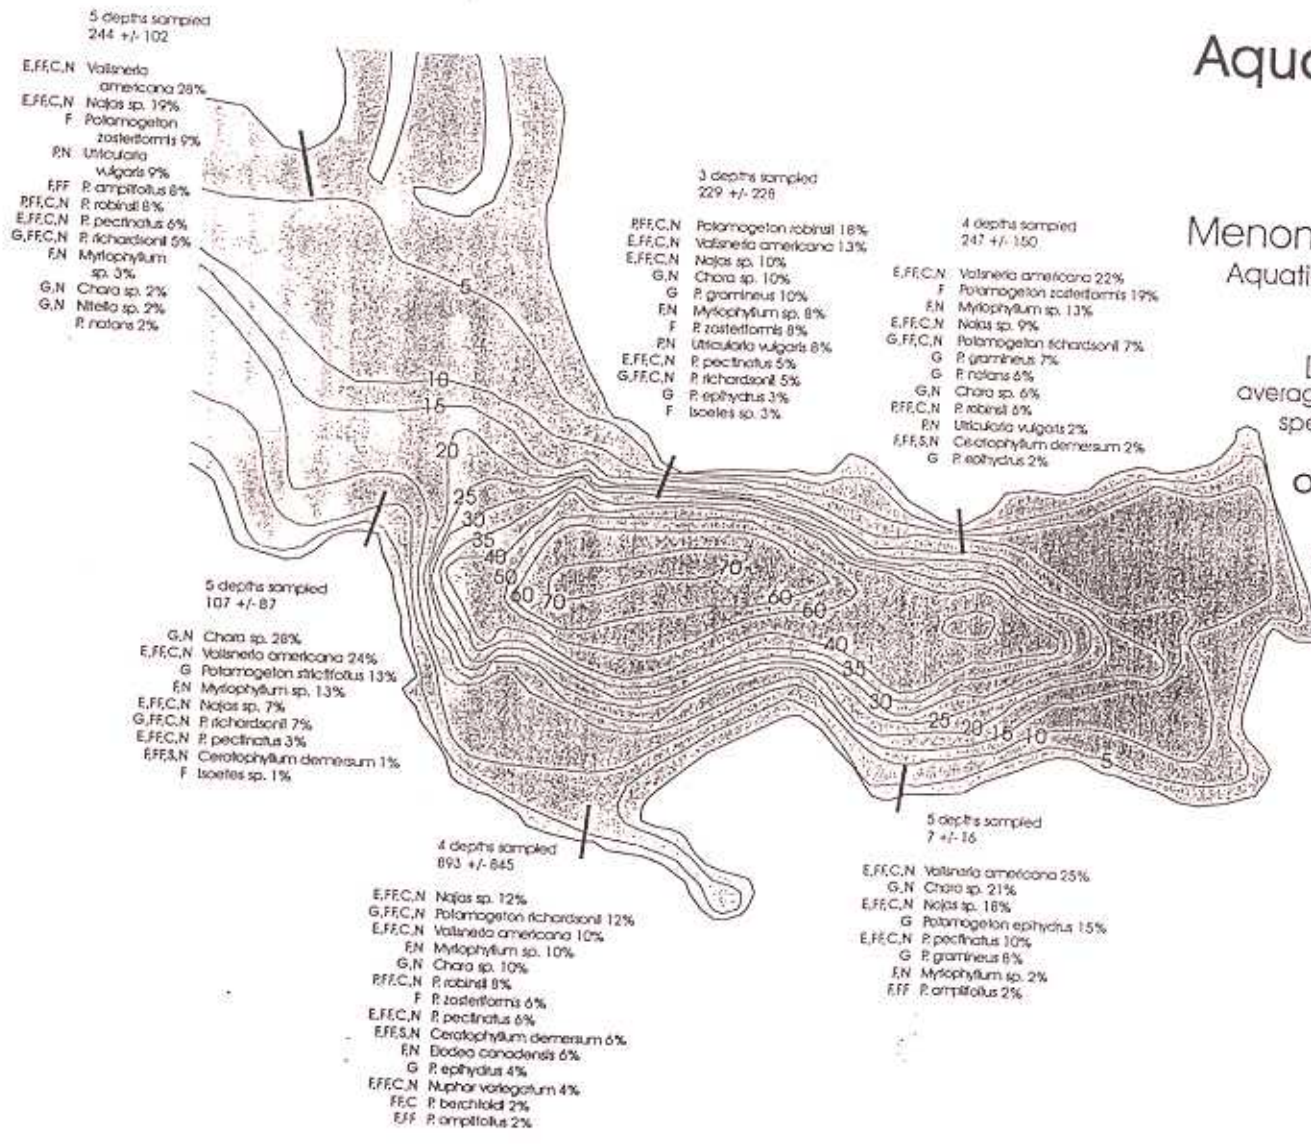 5 depths sampled
244 +/- 102
E,FF,C,N Valisneria
americana 28%
E,FF,C,N Najas sp. 19%
F Potamogeton
zosteriformis 9%
P,N Utricularia
vulgaris 9%
F,FF P. amplifolius 8%
P,FF,C,N P. robinsii 8%
E,FF,C,N P. pectinatus 6%
G,FF,C,N P. richardsonii 5%
F,N Myriophyllum
sp. 3%
G,N Chara sp. 2%
G,N Nitella sp. 2%
P. natans 2%
Aqua
3 depths sampled
229 +/- 228
P,FF,C,N Potamogeton robinsii 18%
E,FF,C,N Valisneria americana 13%
E,FF,C,N Najas sp. 10%
G,N Chara sp. 10%
G P. gramineus 10%
F,N Myriophyllum sp. 8%
F P. zosteriformis 8%
P,N Utricularia vulgaris 8%
E,FF,C,N P. pectinatus 5%
G,FF,C,N P. richardsonii 5%
G P. epihydrus 3%
F Isoetes sp. 3%
4 depths sampled
247 +/- 150
E,FF,C,N Valisneria americana 22%
F Potamogeton zosteriformis 19%
F,N Myriophyllum sp. 13%
E,FF,C,N Najas sp. 9%
G,FF,C,N Potamogeton richardsonii 7%
G P. gramineus 7%
G P. natans 6%
G,N Chara sp. 6%
P,FF,C,N P. robinsii 6%
P,N Utricularia vulgaris 2%
F,FF,S,N Ceratophyllum demersum 2%
G P. epihydrus 2%
Menon
Aquati
averag
spe
5
10
15
20
25
30
35
40
50
60
70
70
60
50
40
35
30
25
20
15
10
5
5 depths sampled
107 +/- 87
G,N Chara sp. 28%
E,FF,C,N Valisneria americana 24%
G Potamogeton strictifolius 13%
F,N Myriophyllum sp. 13%
E,FF,C,N Najas sp. 7%
G,FF,C,N P. richardsonii 7%
E,FF,C,N P. pectinatus 3%
F,FF,S,N Ceratophyllum demersum 1%
F Isoetes sp. 1%
4 depths sampled
893 +/- 845
E,FF,C,N Najas sp. 12%
G,FF,C,N Potamogeton richardsonii 12%
E,FF,C,N Valisneria americana 10%
F,N Myriophyllum sp. 10%
G,N Chara sp. 10%
P,FF,C,N P. robinsii 8%
F P. zosteriformis 6%
E,FF,C,N P. pectinatus 6%
F,FF,S,N Ceratophyllum demersum 6%
F,N Elodea canadensis 6%
G P. epihydrus 4%
F,FF,C,N Nuphar variegatum 4%
FF,C P. berchtoldi 2%
F,FF P. amplifolius 2%
5 depths sampled
7 +/- 16
E,FF,C,N Valisneria americana 25%
G,N Chara sp. 21%
E,FF,C,N Najas sp. 18%
G Potamogeton epihydrus 15%
E,FF,C,N P. pectinatus 10%
G P. gramineus 8%
F,N Myriophyllum sp. 2%
F,FF P. amplifolius 2%